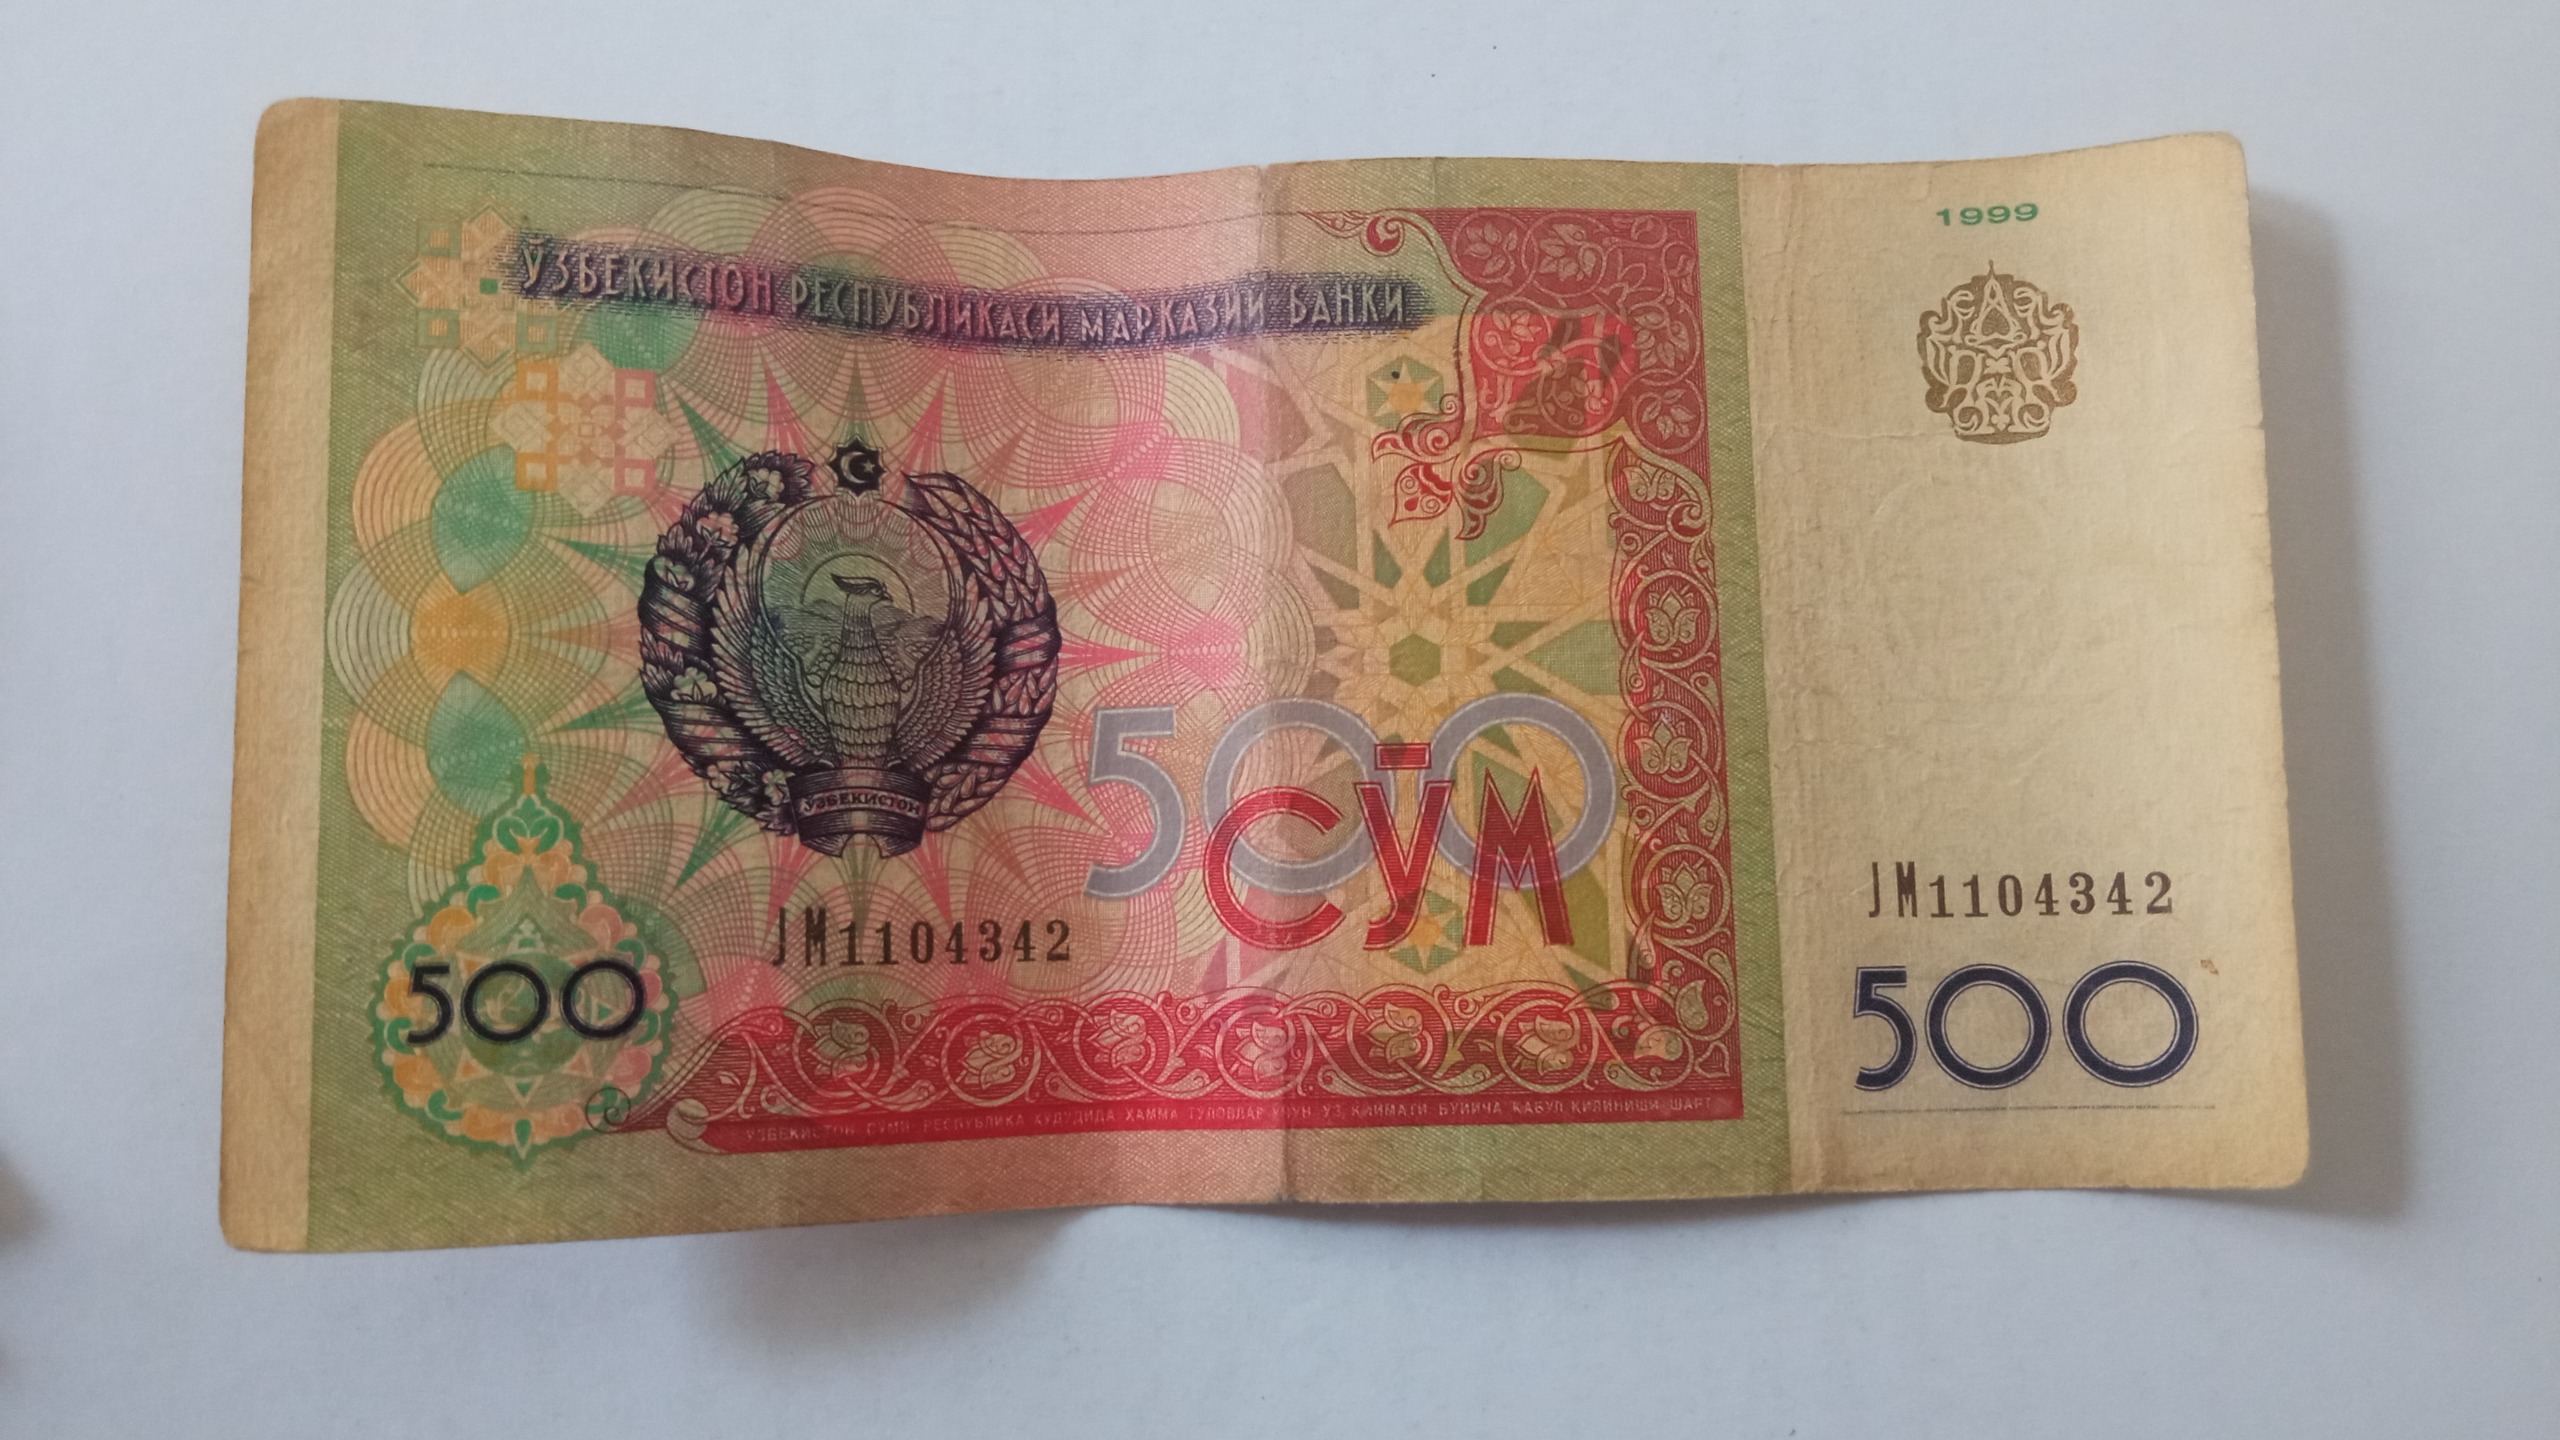 ЎЗБЕКИСТОН РЕСПУБЛИКАСИ МАРКАЗИЙ БАНКИ
1999
ЎЗБЕКИСТОН
500
СЎМ
JM1104342
JM1104342
500
500
ЎЗБЕКИСТОН СЎМИ РЕСПУБЛИКА ҲУДУДИДА ҲАММА ТЎЛОВЛАР УЧУН ЎЗ ҚИЙМАТИ БЎЙИЧА ҚАБУЛ ҚИЛИНИШИ ШАРТ